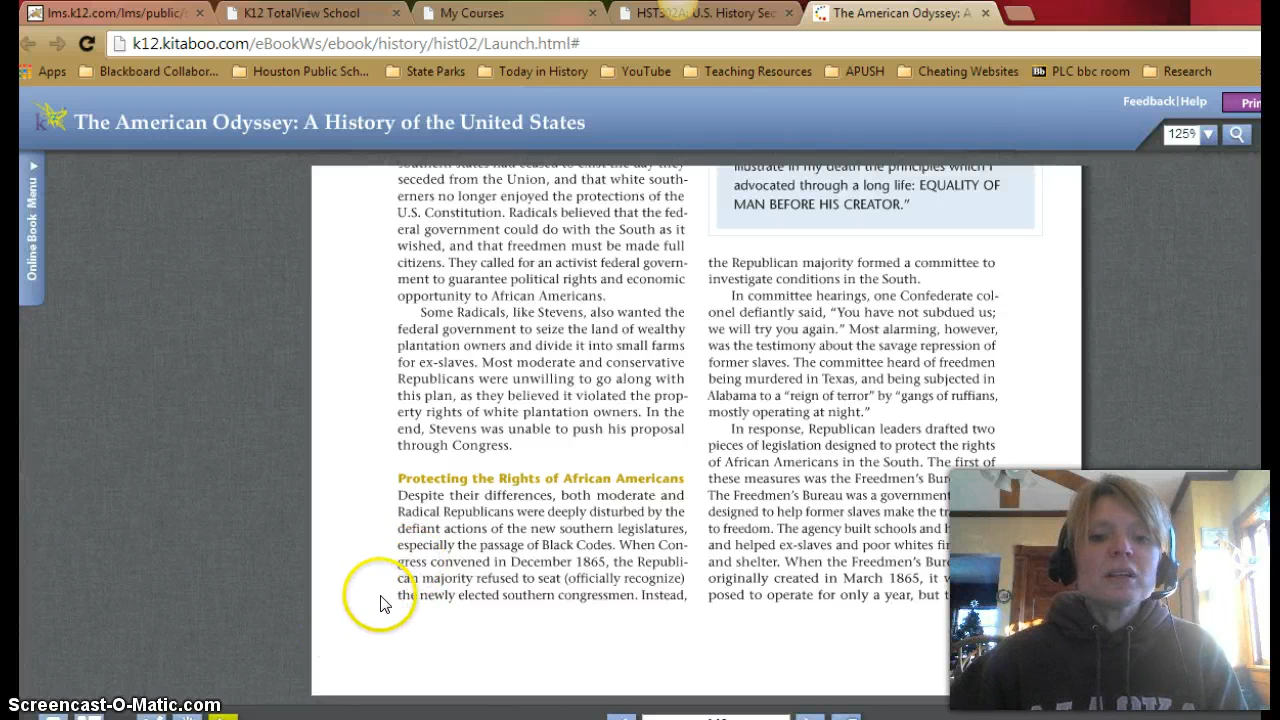 lms.k12.com/lms/public/
K12 TotalView School
My Courses
U.S. History Sec
The American Odyssey: A
k12.kitaboo.com/eBookWs/ebook/history/hist02/Launch.html#
Apps
Blackboard Collabor...
Houston Public Sch...
State Parks
Today in History
YouTube
Teaching Resources
APUSH
Cheating Websites
Bb PLC bbc room
Research
Feedback|Help
Prin
The American Odyssey: A History of the United States
125%
Online Book Menu
southern states had ceased to exist the day they
seceded from the Union, and that white south-
erners no longer enjoyed the protections of the
U.S. Constitution. Radicals believed that the fed-
eral government could do with the South as it
wished, and that freedmen must be made full
citizens. They called for an activist federal govern-
ment to guarantee political rights and economic
opportunity to African Americans.
Some Radicals, like Stevens, also wanted the
federal government to seize the land of wealthy
plantation owners and divide it into small farms
for ex-slaves. Most moderate and conservative
Republicans were unwilling to go along with
this plan, as they believed it violated the prop-
erty rights of white plantation owners. In the
end, Stevens was unable to push his proposal
through Congress.
Protecting the Rights of African Americans
Despite their differences, both moderate and
Radical Republicans were deeply disturbed by the
defiant actions of the new southern legislatures,
especially the passage of Black Codes. When Con-
gress convened in December 1865, the Republi-
can majority refused to seat (officially recognize)
the newly elected southern congressmen. Instead,
illustrate in my death the principles which I
advocated through a long life: EQUALITY OF
MAN BEFORE HIS CREATOR.”
the Republican majority formed a committee to
investigate conditions in the South.
In committee hearings, one Confederate col-
onel defiantly said, “You have not subdued us;
we will try you again.” Most alarming, however,
was the testimony about the savage repression of
former slaves. The committee heard of freedmen
being murdered in Texas, and being subjected in
Alabama to a “reign of terror” by “gangs of ruffians,
mostly operating at night.”
In response, Republican leaders drafted two
pieces of legislation designed to protect the rights
of African Americans in the South. The first of
these measures was the Freedmen’s Bur
The Freedmen’s Bureau was a government
designed to help former slaves make the tr
to freedom. The agency built schools and h
and helped ex-slaves and poor whites fi
and shelter. When the Freedmen’s Bure
originally created in March 1865, it w
posed to operate for only a year, but
Screencast-O-Matic.com